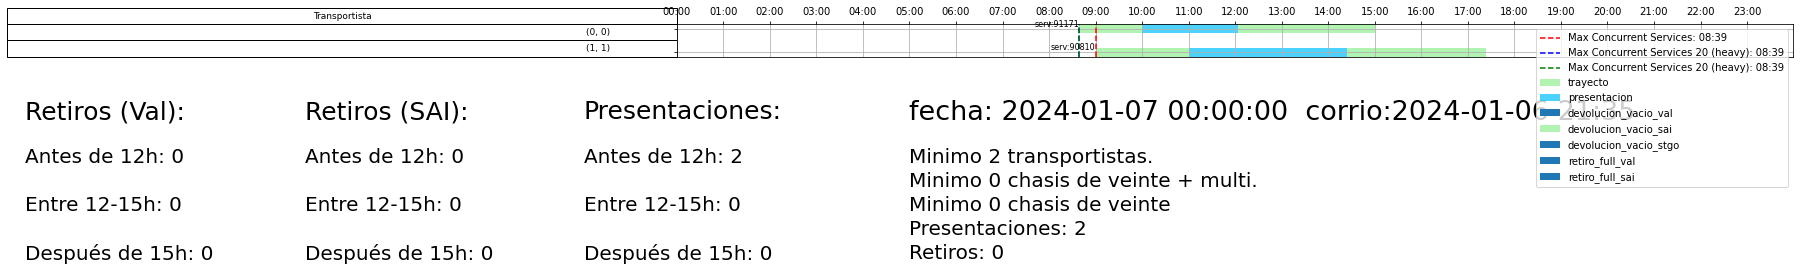 Transportista
00:00 01:00 02:00 03:00 04:00 05:00 06:00 07:00 08:00 09:00 10:00 11:00 12:00 13:00 14:00 15:00 16:00 17:00 18:00 19:00 20:00 21:00 22:00 23:00
serv:91171
(0, 0)
serv:90810
(1, 1)
Max Concurrent Services: 08:39
Max Concurrent Services 20 (heavy): 08:39
Max Concurrent Services 20 (heavy): 08:39
trayecto
presentacion
devolucion_vacio_val
devolucion_vacio_sai
devolucion_vacio_stgo
retiro_full_val
retiro_full_sai
Retiros (Val):
Antes de 12h: 0
Entre 12-15h: 0
Después de 15h: 0
Retiros (SAI):
Antes de 12h: 0
Entre 12-15h: 0
Después de 15h: 0
Presentaciones:
Antes de 12h: 2
Entre 12-15h: 0
Después de 15h: 0
fecha: 2024-01-07 00:00:00  corrio:2024-01-06 21:35
Minimo 2 transportistas.
Minimo 0 chasis de veinte + multi.
Minimo 0 chasis de veinte
Presentaciones: 2
Retiros: 0